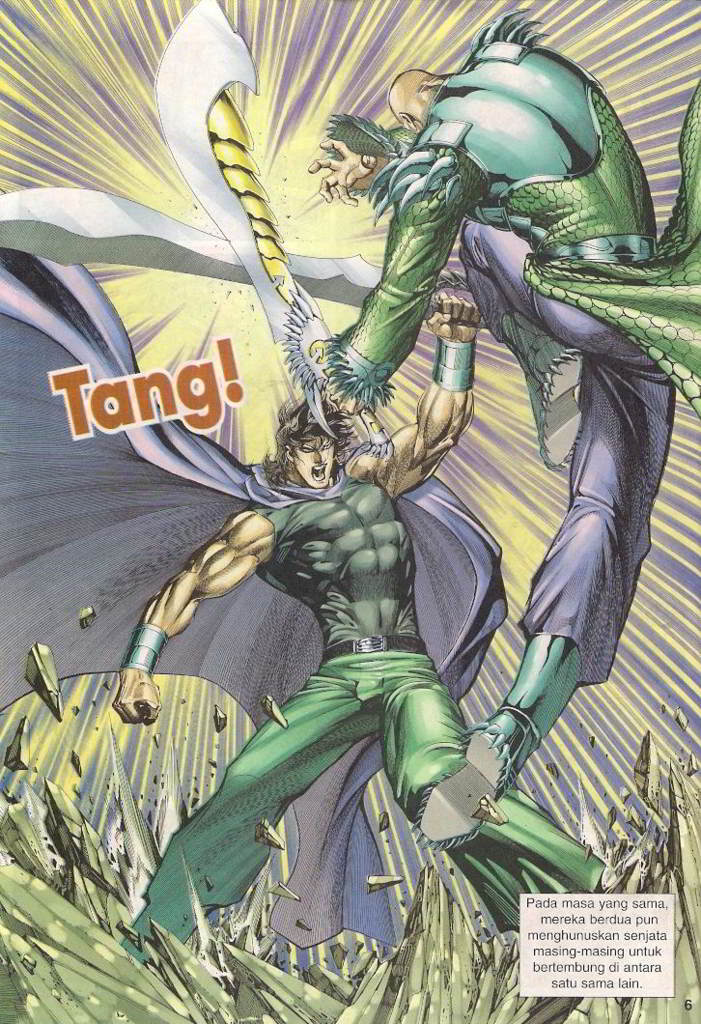 Tang!
Pada masa yang sama,
mereka berdua pun
menghunuskan senjata
masing-masing untuk
bertembung di antara
satu sama lain.
6